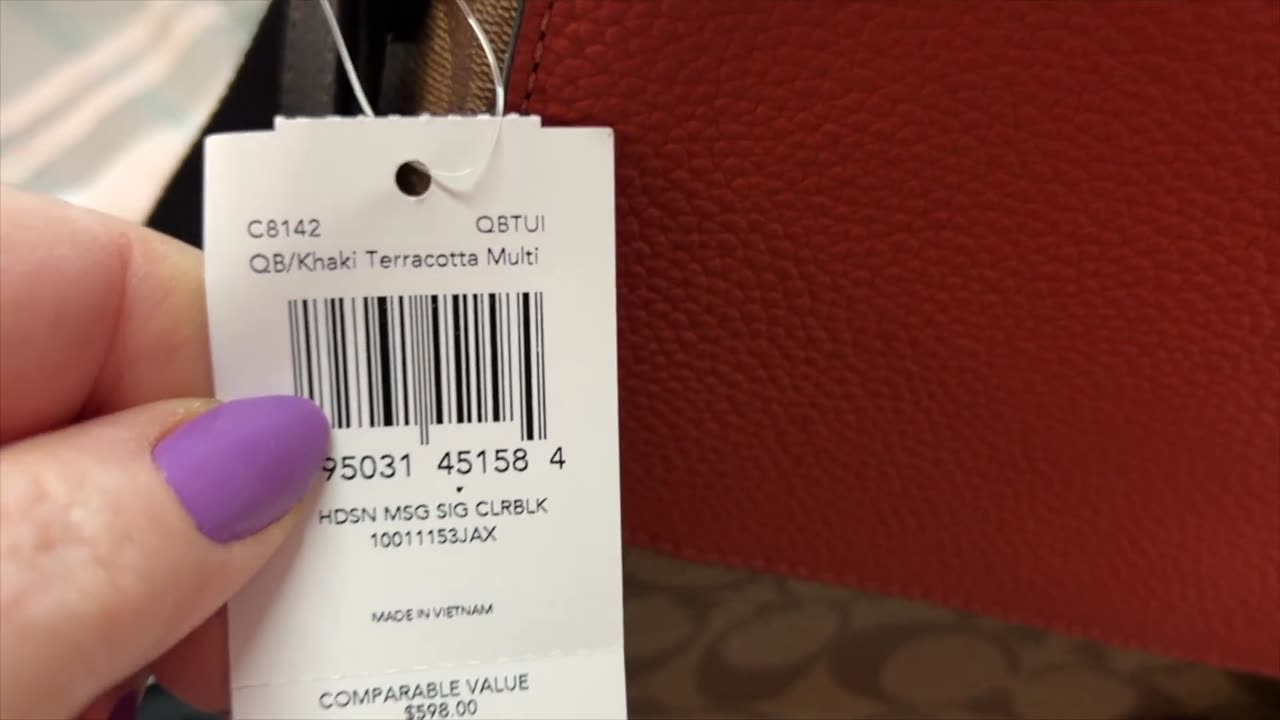 C8142 QBTUI
QB/Khaki Terracotta Multi
95031 45158 4
HDSN MSG SIG CLRBLK
10011153JAX
MADE IN VIETNAM
COMPARABLE VALUE
$598.00